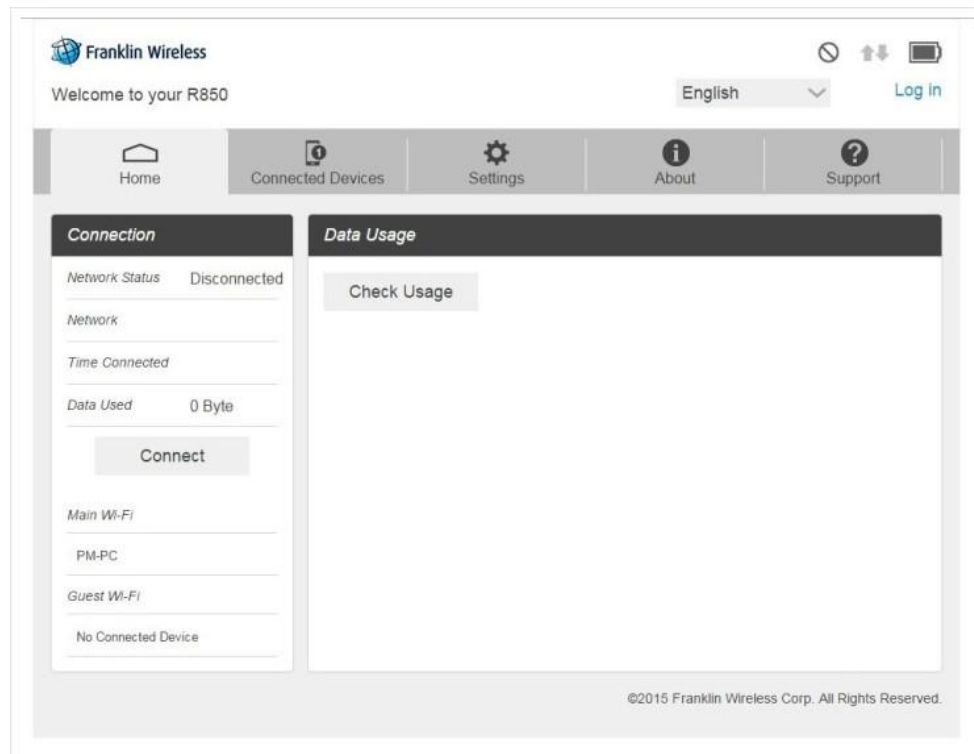 Franklin Wireless
Welcome to your R850
English
Log in
Home
1
Connected Devices
Settings
About
Support
Connection
Network Status Disconnected
Network
Time Connected
Data Used 0 Byte
Connect
Main Wi-Fi
PM-PC
Guest Wi-Fi
No Connected Device
Data Usage
Check Usage
©2015 Franklin Wireless Corp. All Rights Reserved.